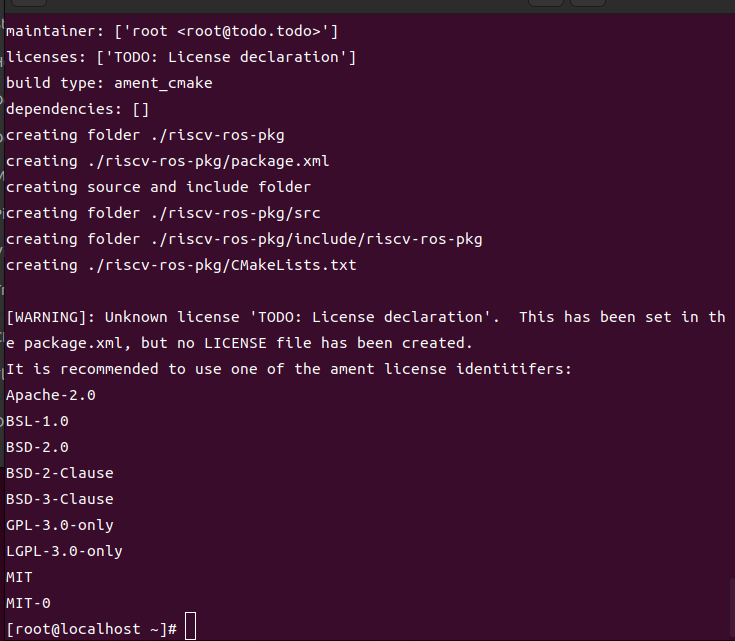 maintainer: ['root <root@todo.todo>']
licenses: ['TODO: License declaration']
build type: ament_cmake
dependencies: []
creating folder ./riscv-ros-pkg
creating ./riscv-ros-pkg/package.xml
creating source and include folder
creating folder ./riscv-ros-pkg/src
creating folder ./riscv-ros-pkg/include/riscv-ros-pkg
creating ./riscv-ros-pkg/CMakeLists.txt

[WARNING]: Unknown license 'TODO: License declaration'.  This has been set in th
e package.xml, but no LICENSE file has been created.
It is recommended to use one of the ament license identitifers:
Apache-2.0
BSL-1.0
BSD-2.0
BSD-2-Clause
BSD-3-Clause
GPL-3.0-only
LGPL-3.0-only
MIT
MIT-0
[root@localhost ~]#